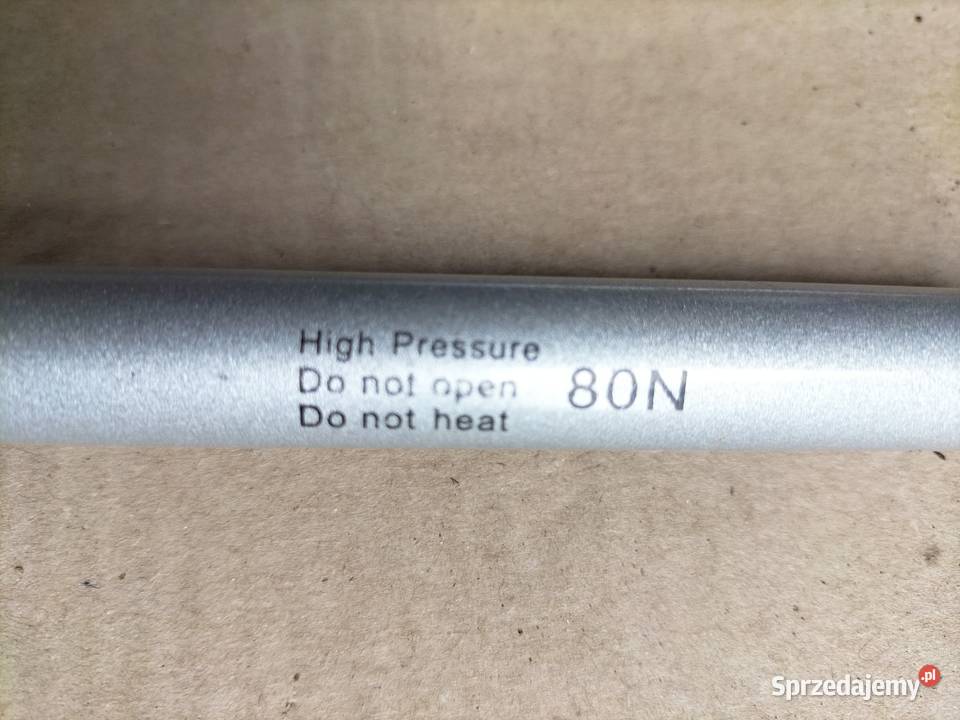 High Pressure
Do not open
Do not heat
80N
Sprzedajemy.pl